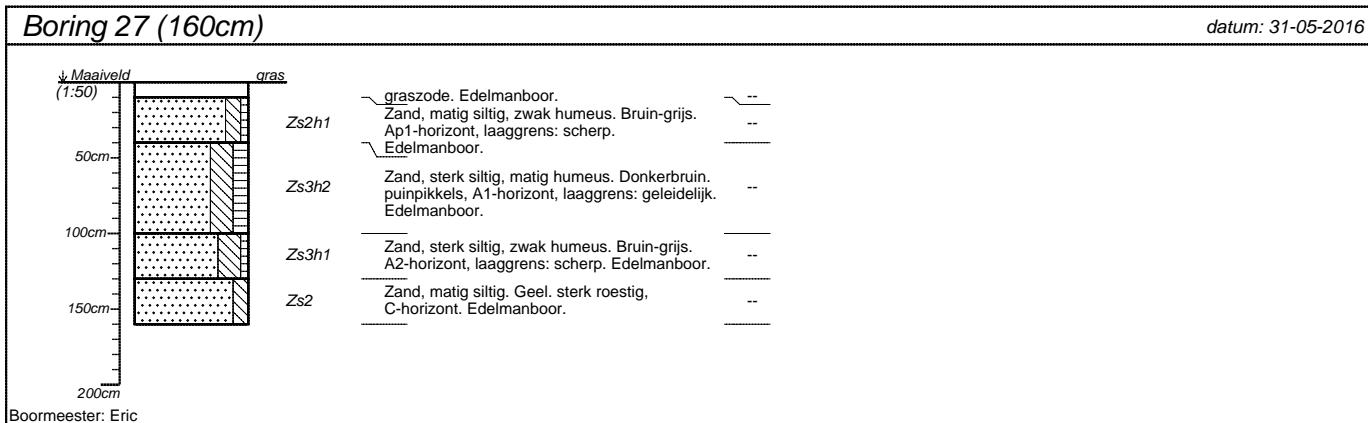 Boring 27 (160cm)
datum: 31-05-2016
Maaiveld
gras
(1:50)
graszode. Edelmanboor.
--
Zs2h1
Zand, matig siltig, zwak humeus. Bruin-grijs.
Ap1-horizont, laaggrens: scherp.
Edelmanboor.
--
50cm
Zs3h2
Zand, sterk siltig, matig humeus. Donkerbruin.
puinpikkels, A1-horizont, laaggrens: geleidelijk.
Edelmanboor.
--
100cm
Zs3h1
Zand, sterk siltig, zwak humeus. Bruin-grijs.
A2-horizont, laaggrens: scherp. Edelmanboor.
--
Zs2
Zand, matig siltig. Geel. sterk roestig,
C-horizont. Edelmanboor.
--
150cm
200cm
Boormeester: Eric